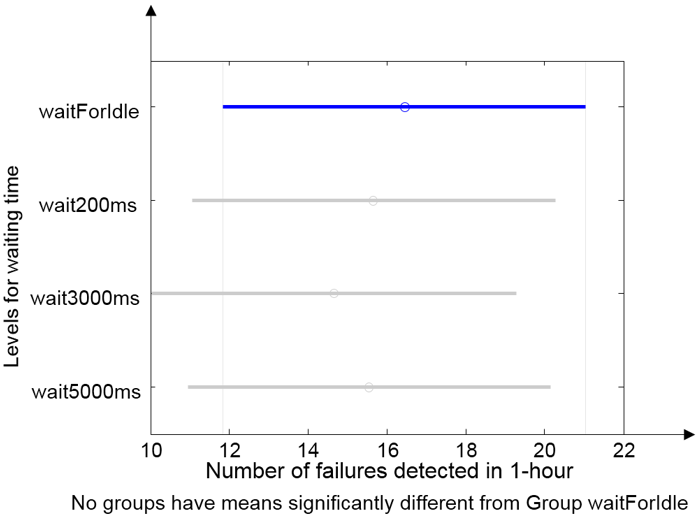 Levels for waiting time
waitForIdle
wait200ms
wait3000ms
wait5000ms
10 12 14 16 18 20 22
Number of failures detected in 1-hour
No groups have means significantly different from Group waitForIdle